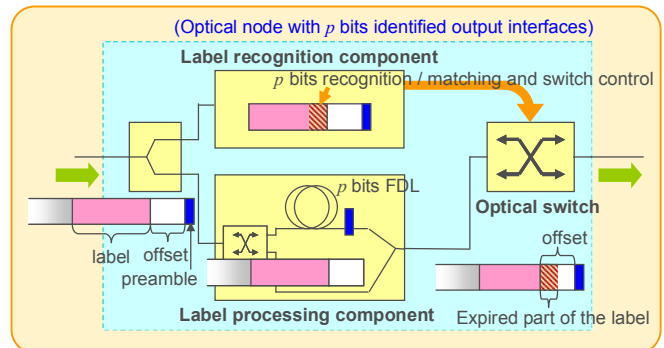 (Optical node with p bits identified output interfaces)
Label recognition component
p bits recognition / matching and switch control
p bits FDL
Optical switch
label
offset
preamble
offset
Expired part of the label
Label processing component